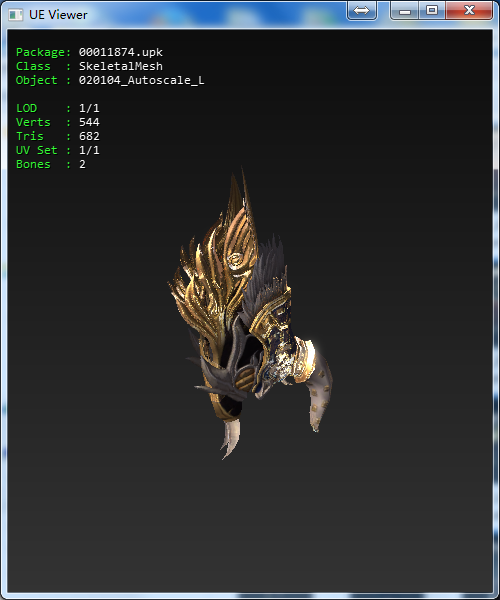 UE Viewer
Package: 00011874.upk
Class : SkeletalMesh
Object : 020104_Autoscale_L
LOD : 1/1
Verts : 544
Tris : 682
UV Set : 1/1
Bones : 2